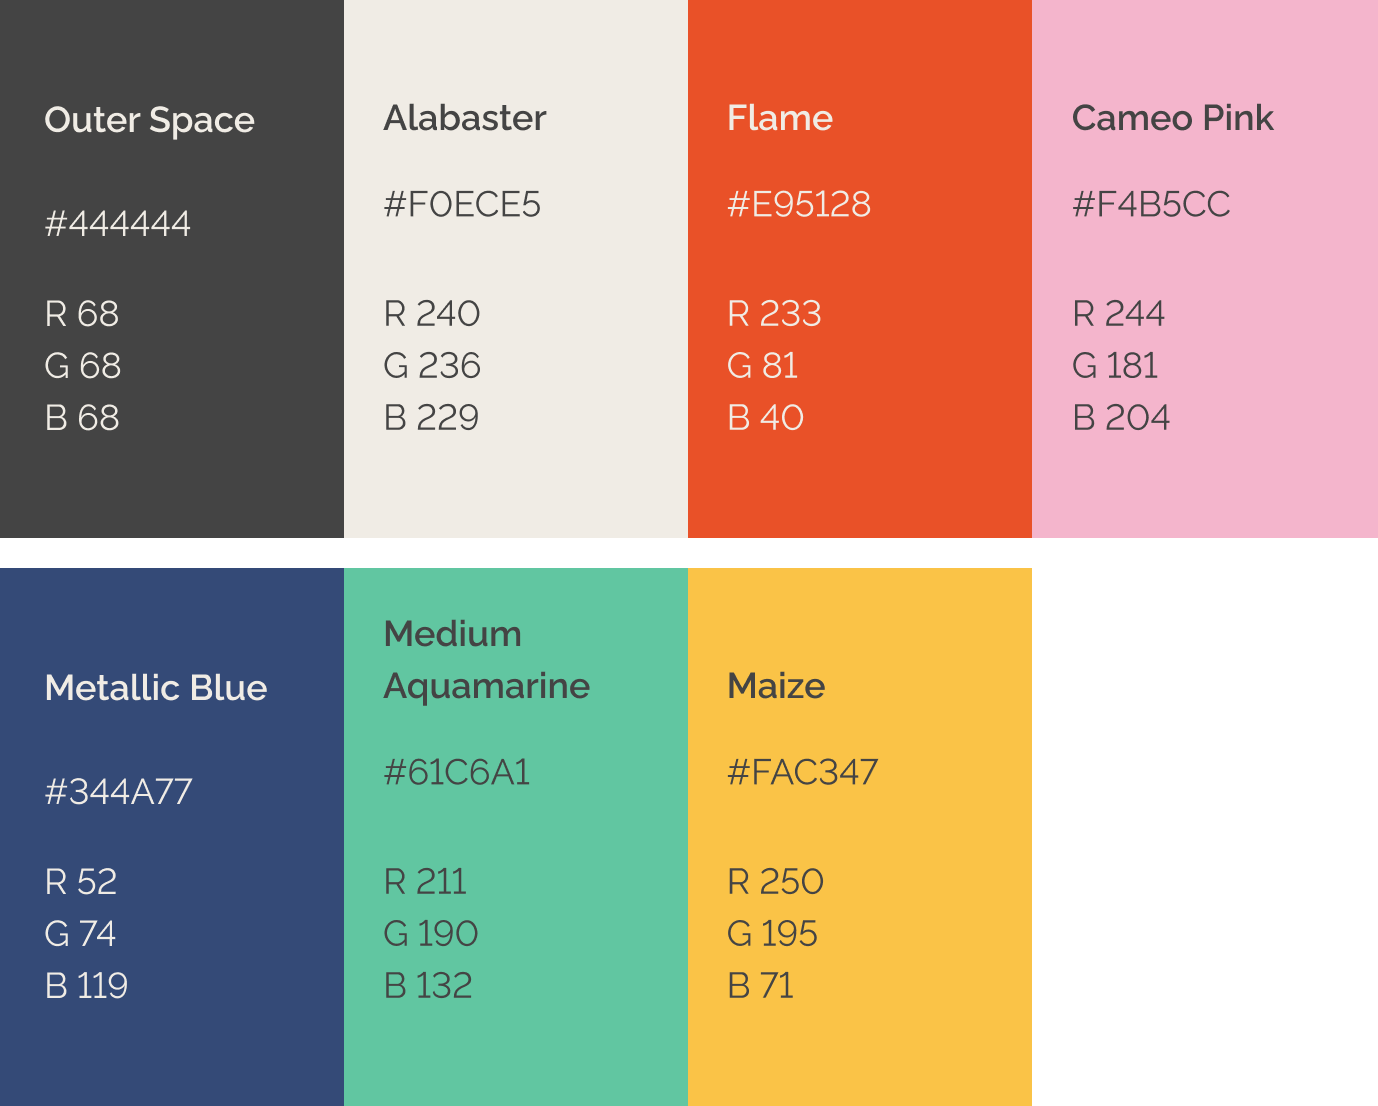 Outer Space
#444444
R 68
G 68
B 68
Alabaster
#F0ECE5
R 240
G 236
B 229
Flame
#E95128
R 233
G 81
B 40
Cameo Pink
#F4B5CC
R 244
G 181
B 204
Metallic Blue
#344A77
R 52
G 74
B 119
Medium
Aquamarine
#61C6A1
R 211
G 190
B 132
Maize
#FAC347
R 250
G 195
B 71